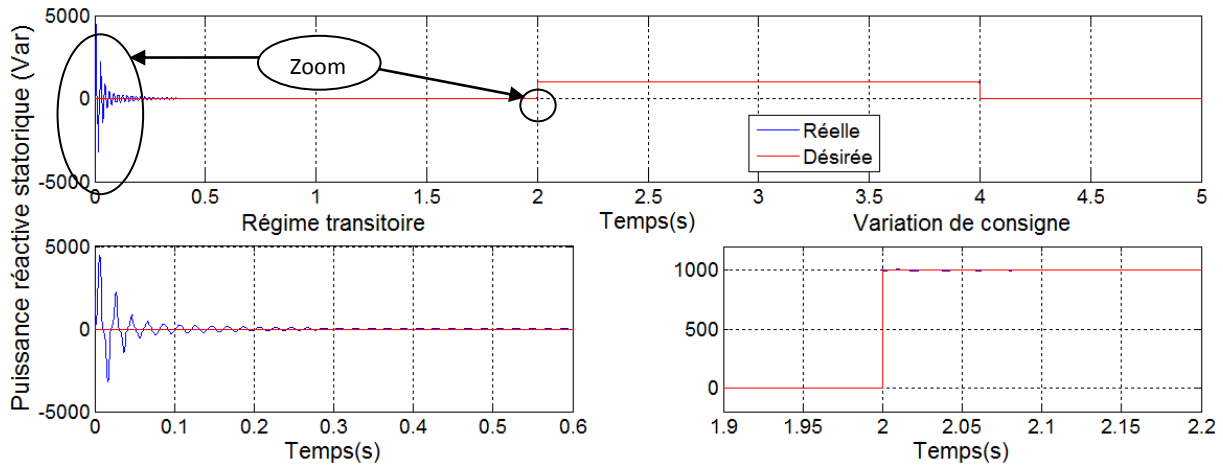 Puissance réactive statorique (Var)
5000
0
-5000
Zoom
Réelle
Désirée
0 0.5 1 1.5 2 2.5 3 3.5 4 4.5 5
Régime transitoire
Temps(s)
Variation de consigne
5000
0
-5000
0 0.1 0.2 0.3 0.4 0.5 0.6
Temps(s)
1000
500
0
1.9 1.95 2 2.05 2.1 2.15 2.2
Temps(s)